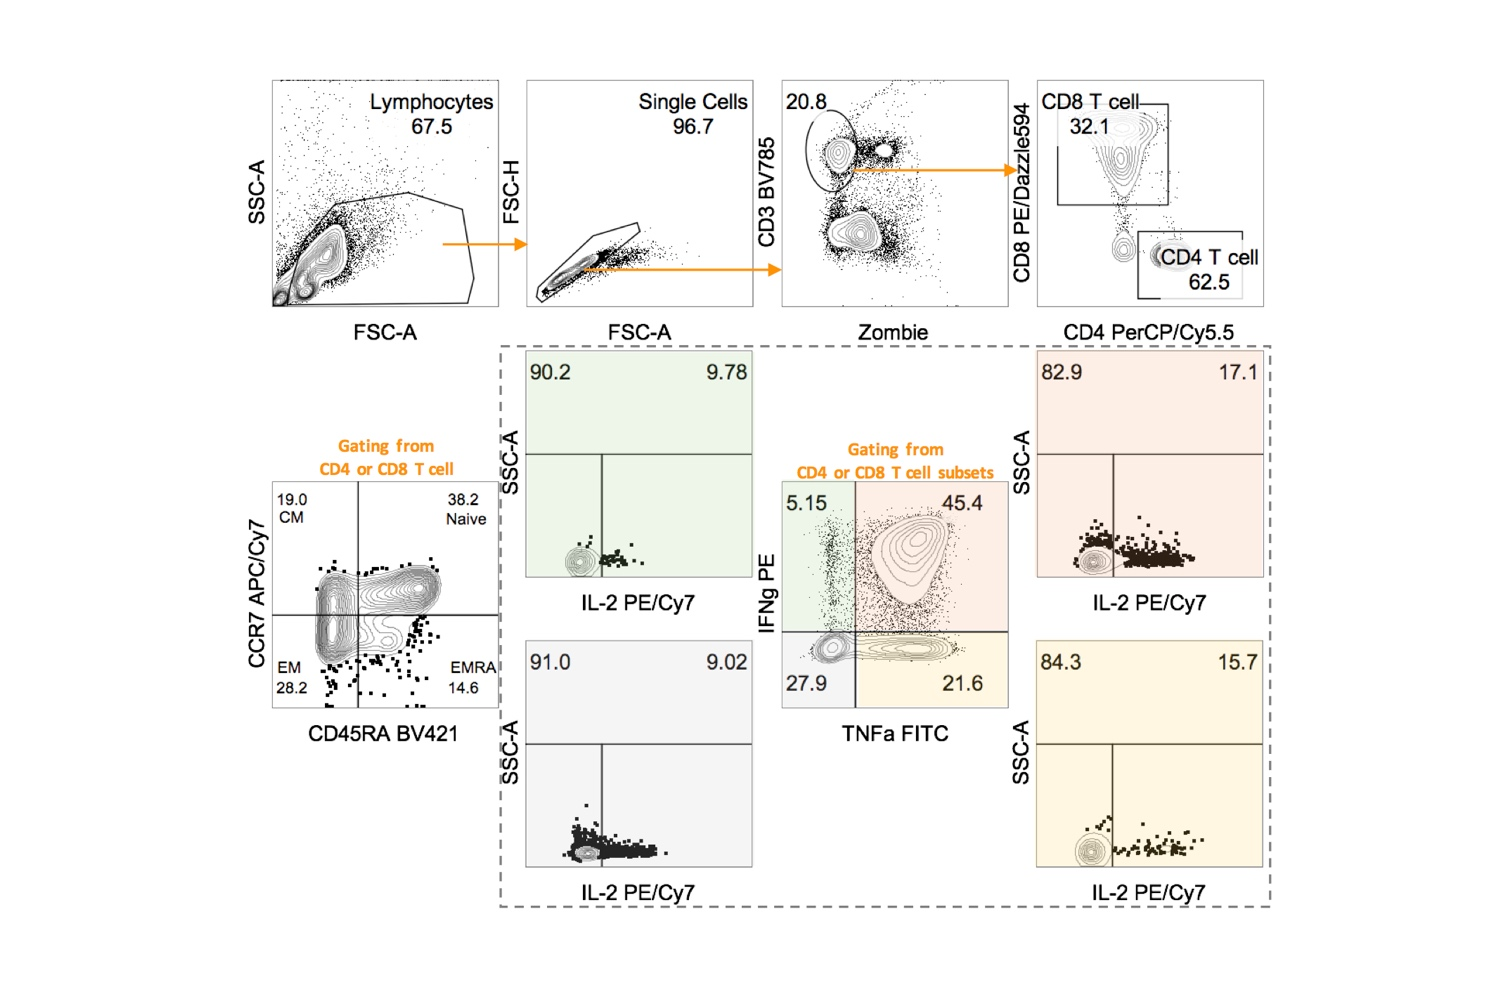 Lymphocytes
67.5
SSC-A
FSC-A
Single Cells
96.7
FSC-H
FSC-A
20.8
CD3 BV785
Zombie
CD8 T cell
32.1
CD4 T cell
62.5
CD8 PE/Dazzle594
CD4 PerCP/Cy5.5
Gating from
CD4 or CD8 T cell
19.0
CM
38.2
Naive
EM
28.2
EMRA
14.6
CCR7 APC/Cy7
CD45RA BV421
90.2
9.78
SSC-A
IL-2 PE/Cy7
Gating from
CD4 or CD8 T cell subsets
5.15
45.4
27.9
21.6
IFNg PE
TNFa FITC
82.9
17.1
SSC-A
IL-2 PE/Cy7
91.0
9.02
SSC-A
IL-2 PE/Cy7
84.3
15.7
SSC-A
IL-2 PE/Cy7